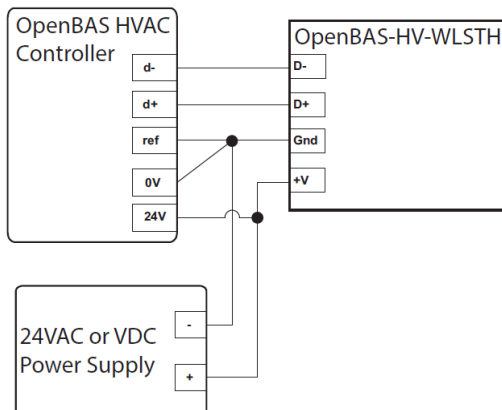 OpenBAS HVAC
Controller
d-
d+
ref
0V
24V
OpenBAS-HV-WLSTH
D-
D+
Gnd
+V
24VAC or VDC
Power Supply
-
+